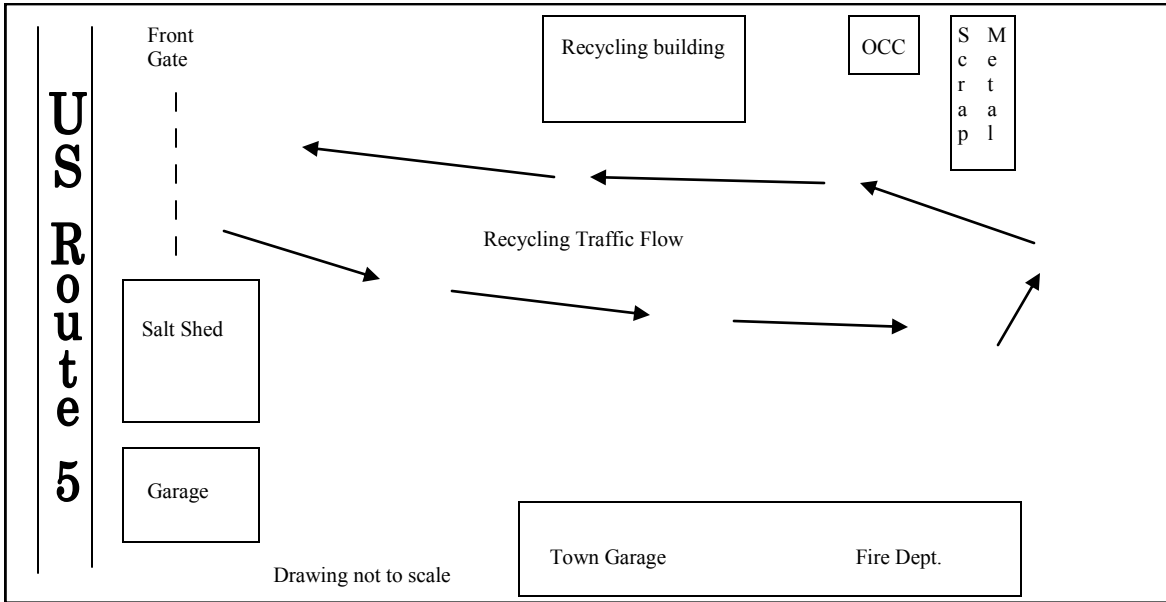 US Route 5
Front
Gate
Recycling building
OCC
Scrap
Metal
Recycling Traffic Flow
Salt Shed
Garage
Town Garage
Fire Dept.
Drawing not to scale